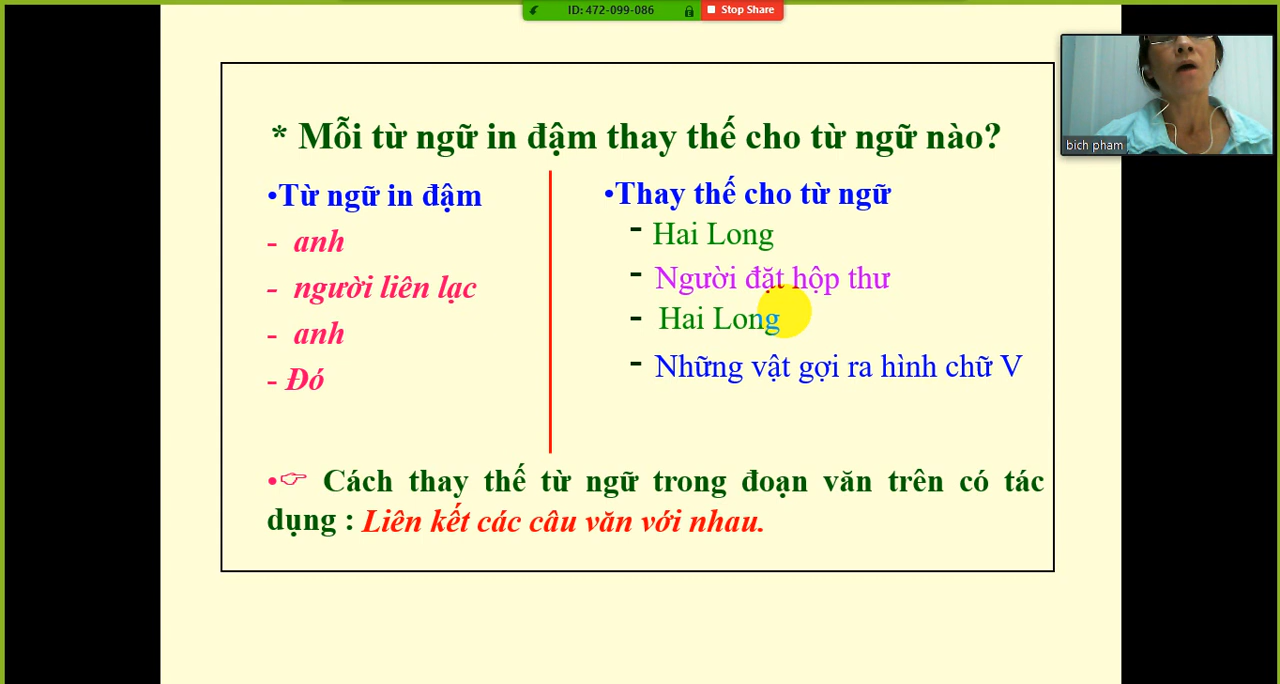 ID: 472-099-086
Stop Share
bich pham
* Mỗi từ ngữ in đậm thay thế cho từ ngữ nào?
•Từ ngữ in đậm
- anh
- người liên lạc
- anh
- Đó
•Thay thế cho từ ngữ
- Hai Long
- Người đặt hộp thư
- Hai Long
- Những vật gợi ra hình chữ V
•☞ Cách thay thế từ ngữ trong đoạn văn trên có tác
dụng : Liên kết các câu văn với nhau.